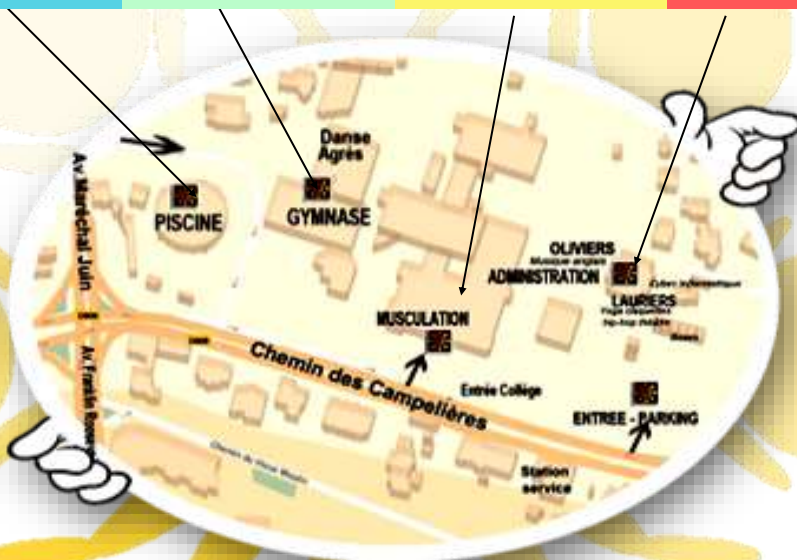 Danse
Agrès
Av Maréchal Juin
PISCINE
GYMNASE
OLIVIERS
Musique anglais
ADMINISTRATION
LAURIERS
MUSCULATION
Chemin des Campelières
Entrée Collège
ENTREE - PARKING
Av. Franklin
Station
service